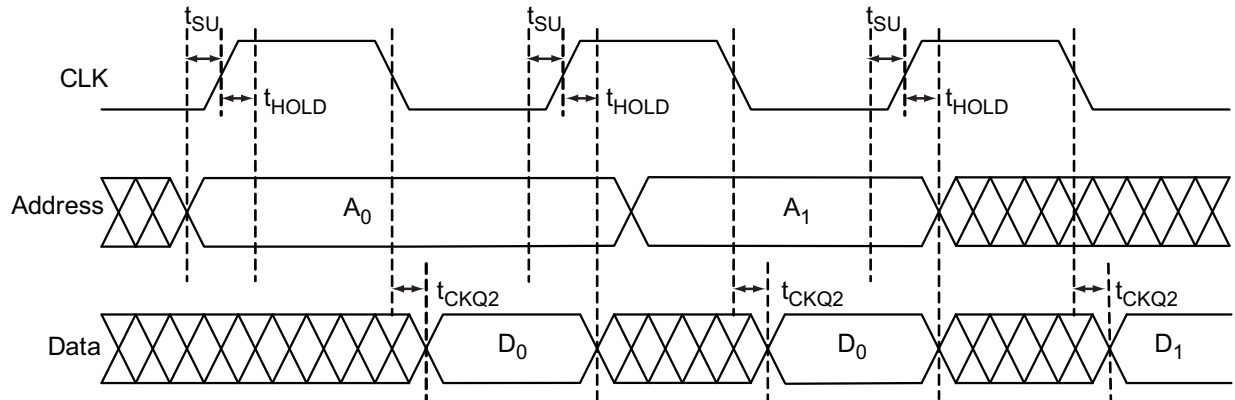 tSU tSU tSU
CLK
tHOLD tHOLD tHOLD
Address A0 A1
tCKQ2 tCKQ2 tCKQ2
Data D0 D0 D1